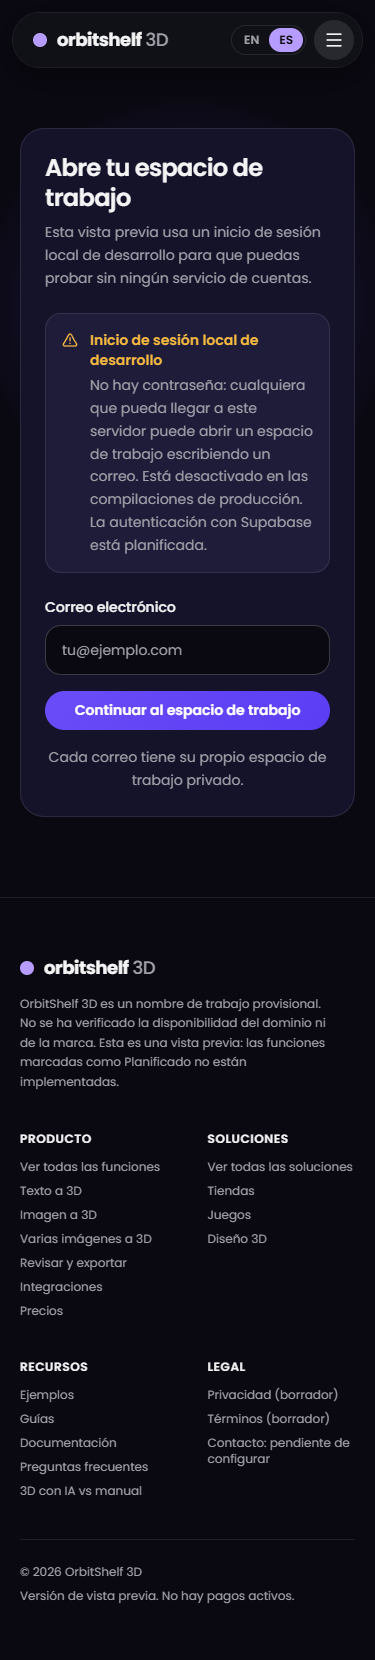 orbitshelf 3D
EN ES
Abre tu espacio de
trabajo
Esta vista previa usa un inicio de sesión
local de desarrollo para que puedas
probar sin ningún servicio de cuentas.
Inicio de sesión local de
desarrollo
No hay contraseña: cualquiera
que pueda llegar a este
servidor puede abrir un espacio
de trabajo escribiendo un
correo. Está desactivado en las
compilaciones de producción.
La autenticación con Supabase
está planificada.
Correo electrónico
tu@ejemplo.com
Continuar al espacio de trabajo
Cada correo tiene su propio espacio de
trabajo privado.
orbitshelf 3D
OrbitShelf 3D es un nombre de trabajo provisional.
No se ha verificado la disponibilidad del dominio ni
de la marca. Esta es una vista previa: las funciones
marcadas como Planificado no están
implementadas.
PRODUCTO
Ver todas las funciones
Texto a 3D
Imagen a 3D
Varias imágenes a 3D
Revisar y exportar
Integraciones
Precios
SOLUCIONES
Ver todas las soluciones
Tiendas
Juegos
Diseño 3D
RECURSOS
Ejemplos
Guías
Documentación
Preguntas frecuentes
3D con IA vs manual
LEGAL
Privacidad (borrador)
Términos (borrador)
Contacto: pendiente de
configurar
© 2026 OrbitShelf 3D
Versión de vista previa. No hay pagos activos.